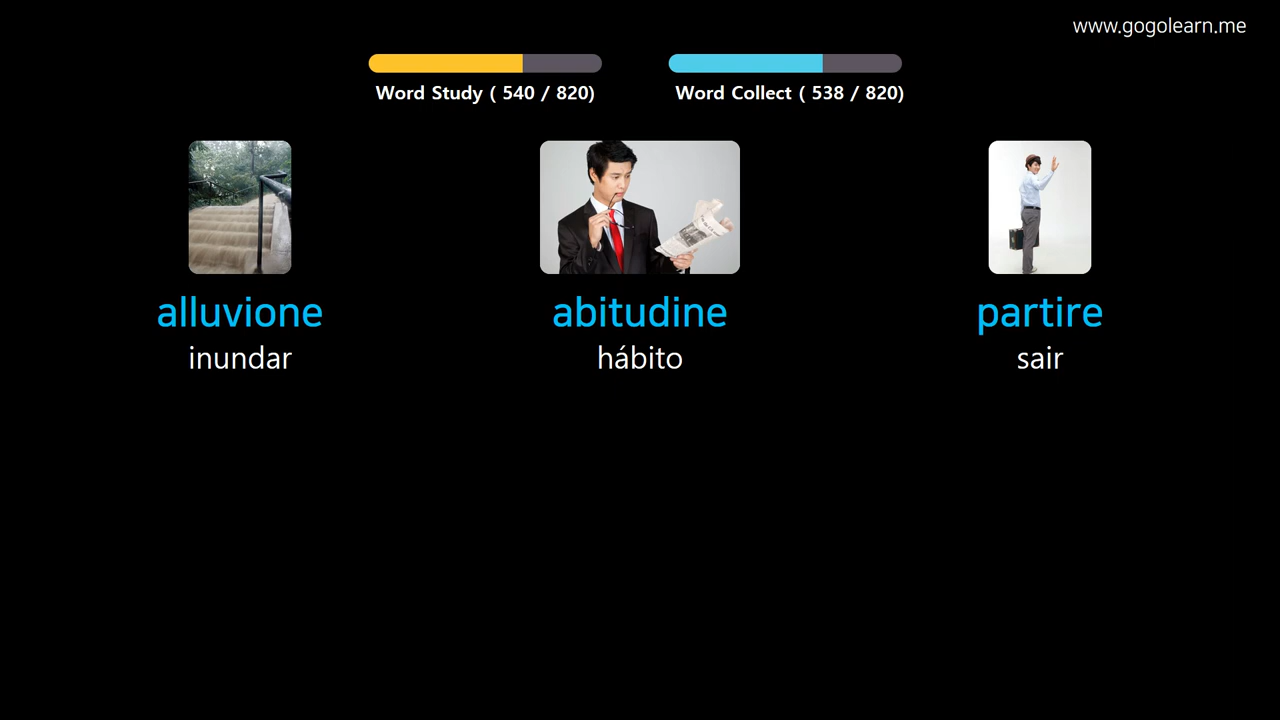 www.gogolearn.me
Word Study ( 540 / 820)
Word Collect ( 538 / 820)
alluvione
inundar
abitudine
hábito
partire
sair